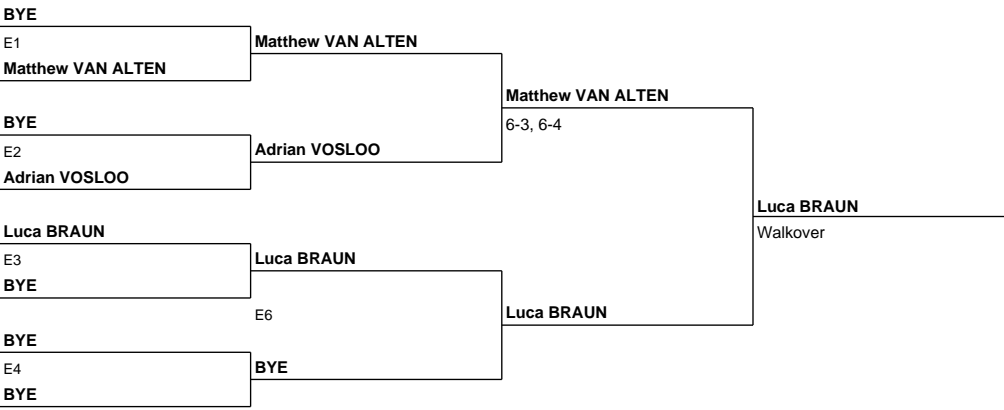 BYE
E1
Matthew VAN ALTEN
Matthew VAN ALTEN
Matthew VAN ALTEN
6-3, 6-4
BYE
E2
Adrian VOSLOO
Adrian VOSLOO
Luca BRAUN
Walkover
Luca BRAUN
E3
BYE
Luca BRAUN
E6
Luca BRAUN
BYE
E4
BYE
BYE